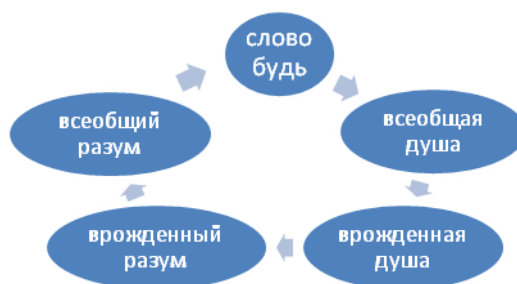 слово
будь
всеобщая
душа
врожденная
душа
врожденный
разум
всеобщий
разум